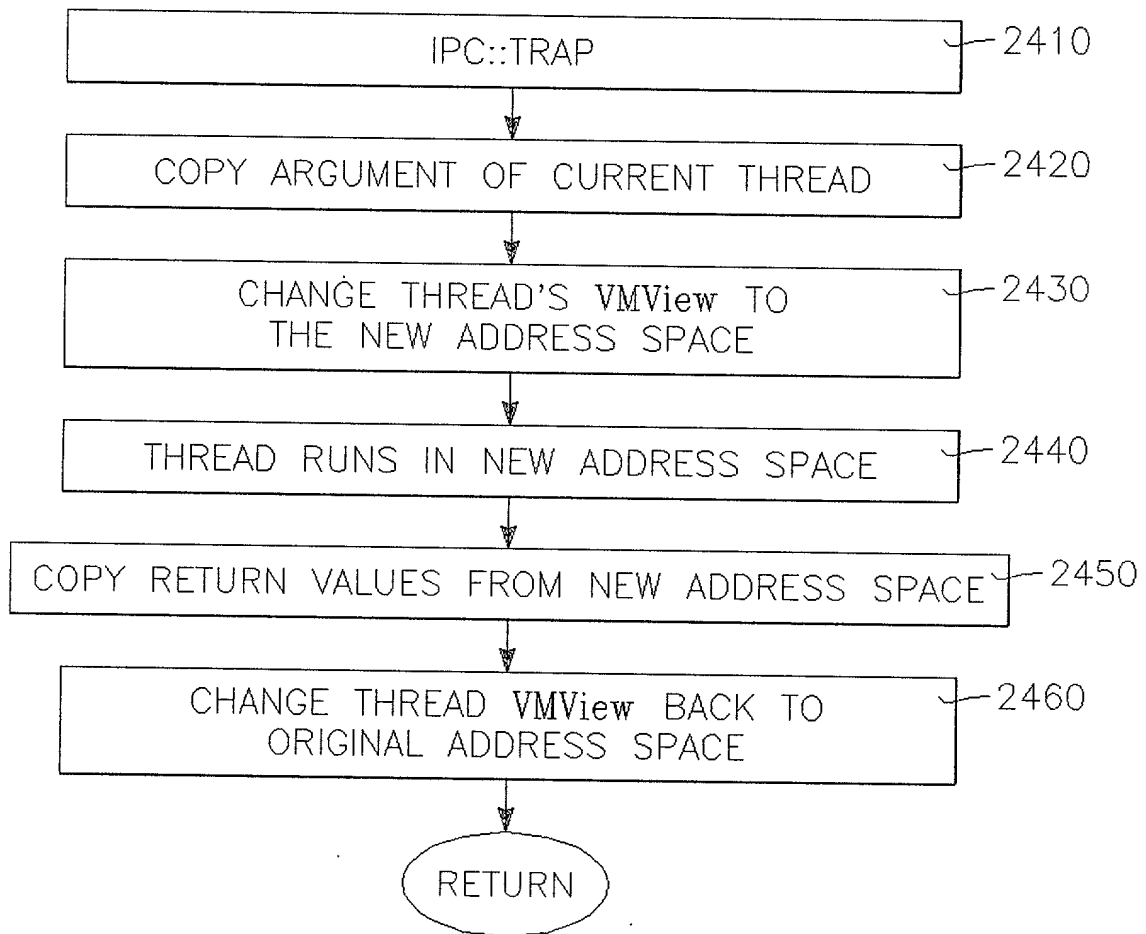 IPC::TRAP
2410
COPY ARGUMENT OF CURRENT THREAD
2420
CHANGE THREAD'S VMView TO
THE NEW ADDRESS SPACE
2430
THREAD RUNS IN NEW ADDRESS SPACE
2440
COPY RETURN VALUES FROM NEW ADDRESS SPACE
2450
CHANGE THREAD VMView BACK TO
ORIGINAL ADDRESS SPACE
2460
RETURN